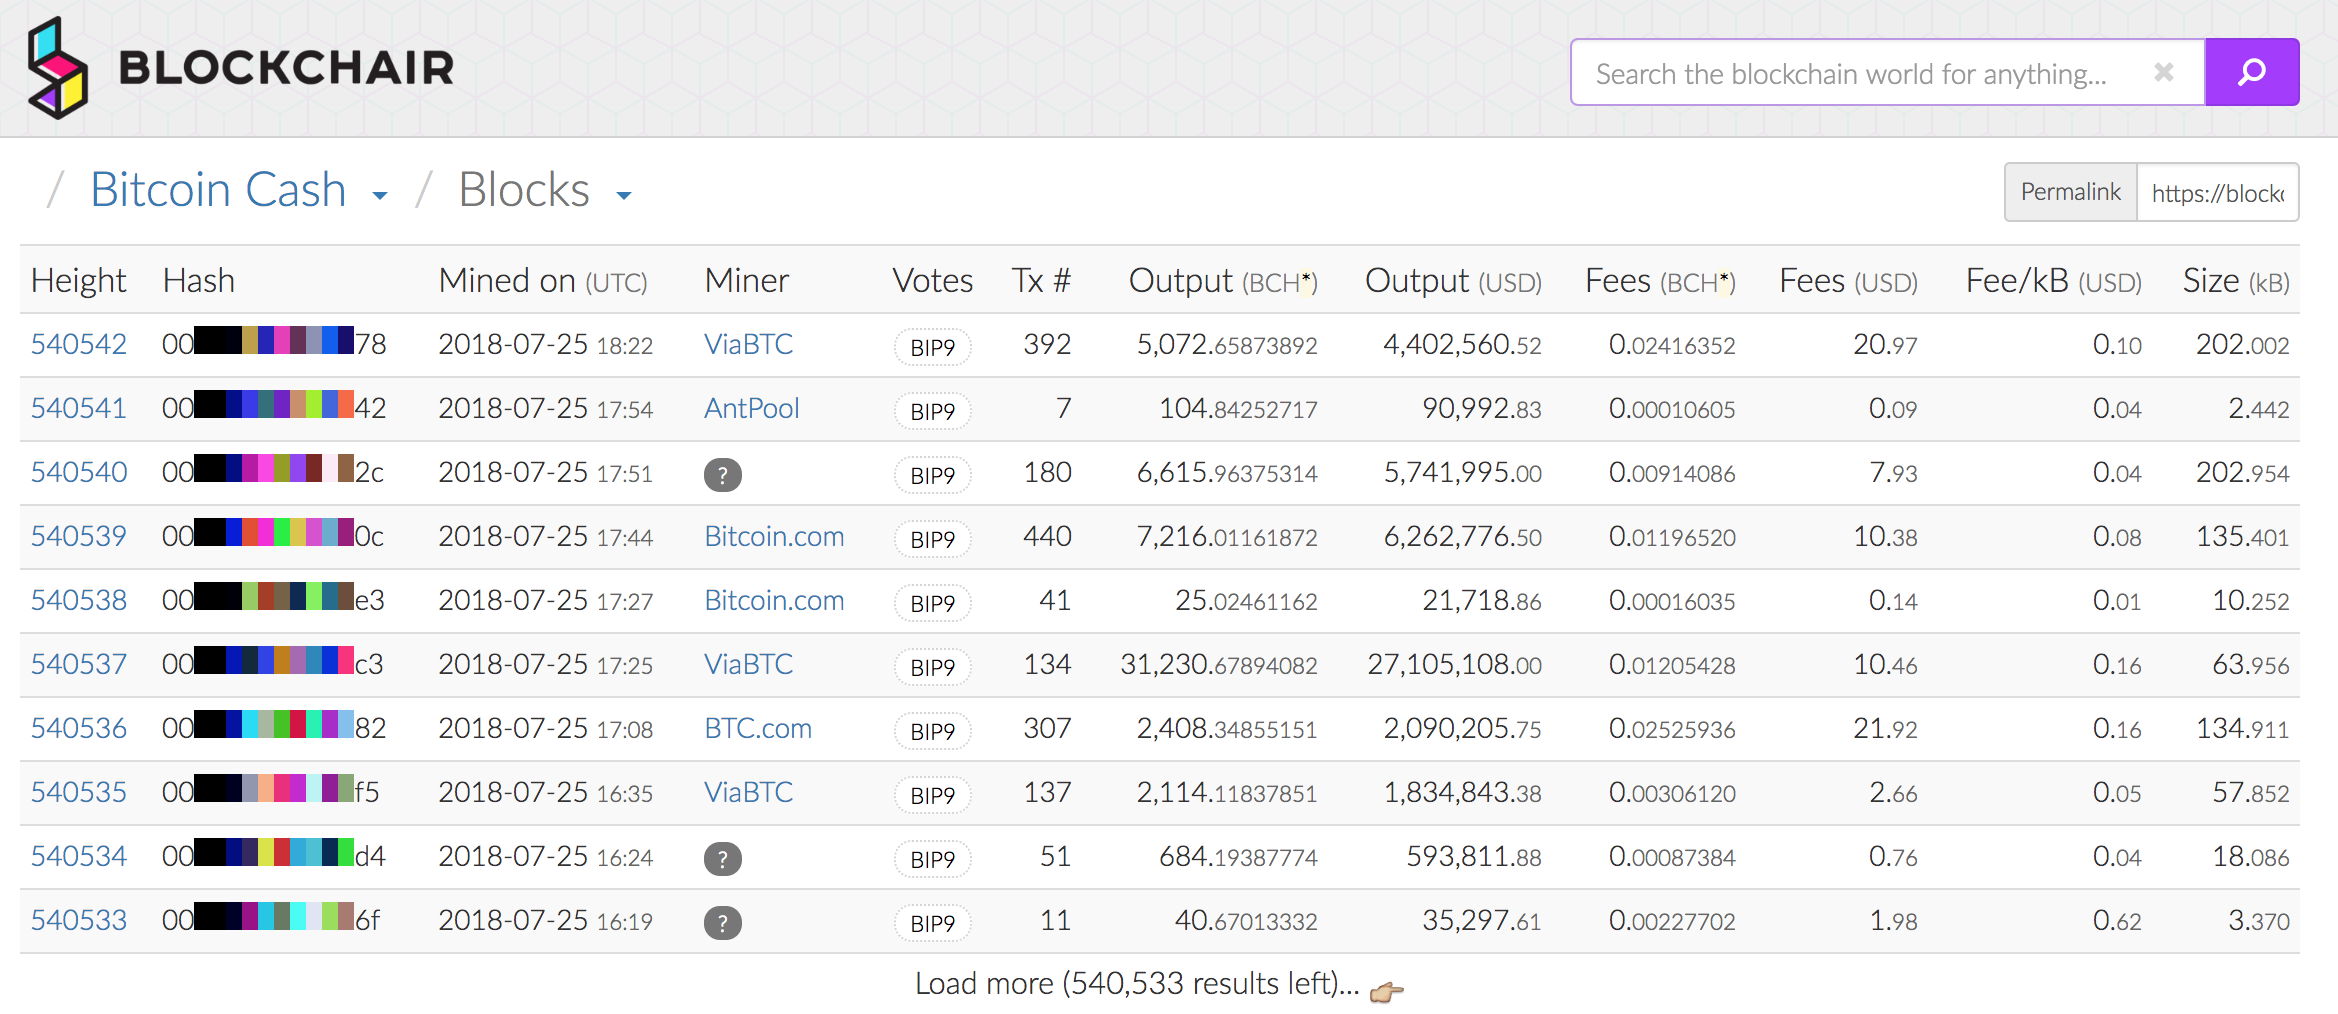 BLOCKCHAIR
Search the blockchain world for anything...
/ Bitcoin Cash / Blocks
Permalink https://block
Height Hash Mined on (UTC) Miner Votes Tx # Output (BCH*) Output (USD) Fees (BCH*) Fees (USD) Fee/kB (USD) Size (kB)
540542 00 78 2018-07-25 18:22 ViaBTC BIP9 392 5,072.65873892 4,402,560.52 0.02416352 20.97 0.10 202.002
540541 00 42 2018-07-25 17:54 AntPool BIP9 7 104.84252717 90,992.83 0.00010605 0.09 0.04 2.442
540540 00 2c 2018-07-25 17:51 ? BIP9 180 6,615.96375314 5,741,995.00 0.00914086 7.93 0.04 202.954
540539 00 0c 2018-07-25 17:44 Bitcoin.com BIP9 440 7,216.01161872 6,262,776.50 0.01196520 10.38 0.08 135.401
540538 00 e3 2018-07-25 17:27 Bitcoin.com BIP9 41 25.02461162 21,718.86 0.00016035 0.14 0.01 10.252
540537 00 c3 2018-07-25 17:25 ViaBTC BIP9 134 31,230.67894082 27,105,108.00 0.01205428 10.46 0.16 63.956
540536 00 82 2018-07-25 17:08 BTC.com BIP9 307 2,408.34855151 2,090,205.75 0.02525936 21.92 0.16 134.911
540535 00 f5 2018-07-25 16:35 ViaBTC BIP9 137 2,114.11837851 1,834,843.38 0.00306120 2.66 0.05 57.852
540534 00 d4 2018-07-25 16:24 ? BIP9 51 684.19387774 593,811.88 0.00087384 0.76 0.04 18.086
540533 00 6f 2018-07-25 16:19 ? BIP9 11 40.67013332 35,297.61 0.00227702 1.98 0.62 3.370
Load more (540,533 results left)...